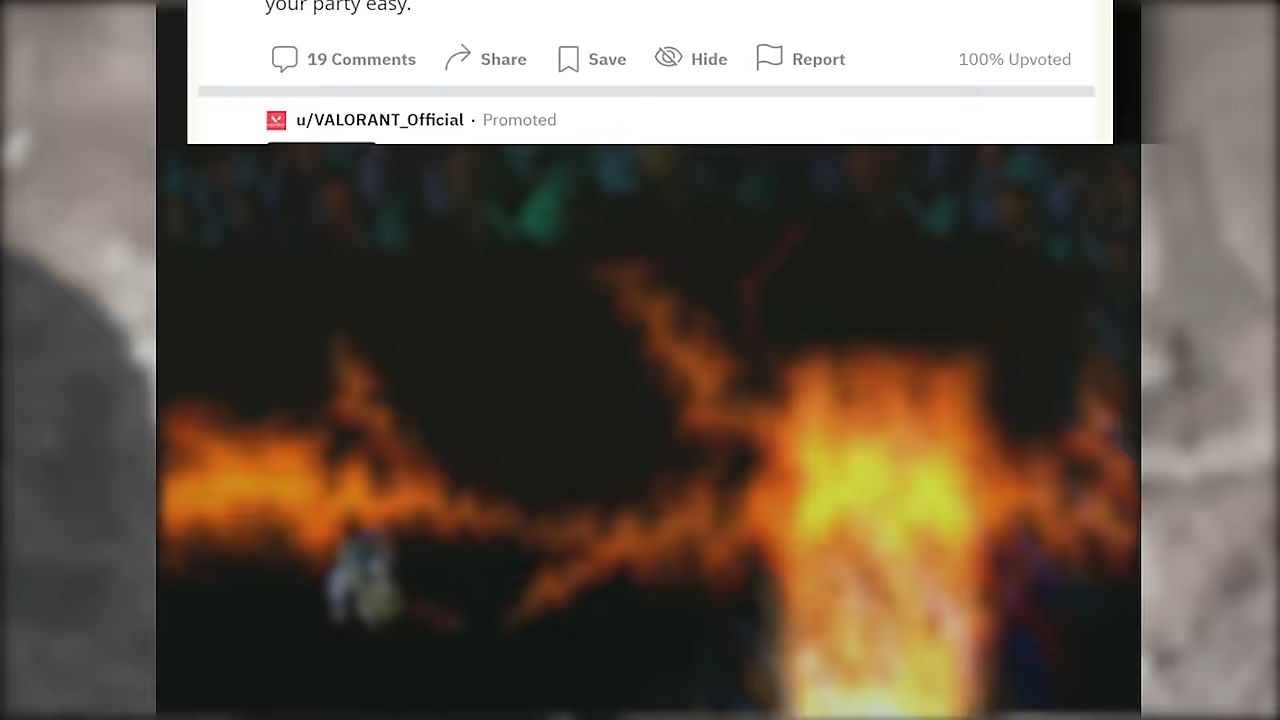 your party easy.
19 Comments Share Save Hide Report 100% Upvoted
u/VALORANT_Official · Promoted